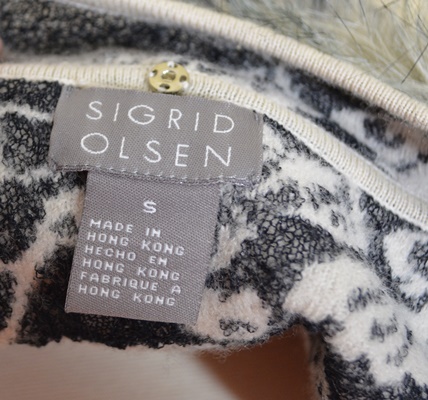 SIGRID
OLSEN
S
MADE IN
HONG KONG
HECHO EN
HONG KONG
FABRIQUE A
HONG KONG